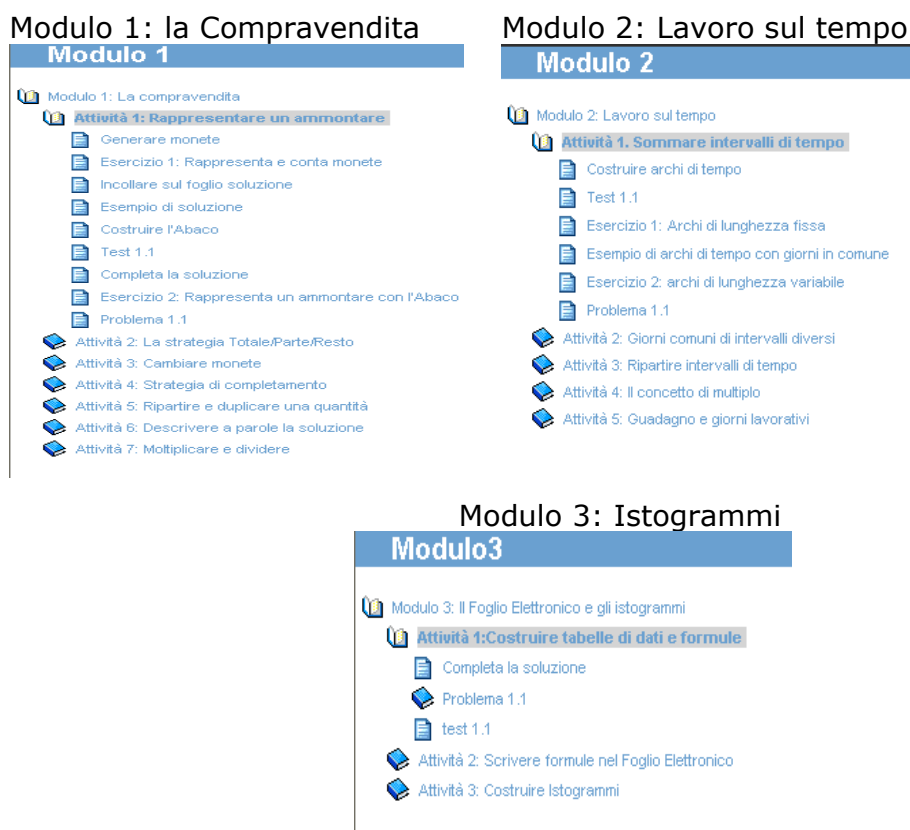 Modulo 1: la Compravendita
Modulo 1
Modulo 1: La compravendita
Attività 1: Rappresentare un ammontare
Generare monete
Esercizio 1: Rappresenta e conta monete
Incollare sul foglio soluzione
Esempio di soluzione
Costruire l'Abaco
Test 1.1
Completa la soluzione
Esercizio 2: Rappresenta un ammontare con l'Abaco
Problema 1.1
Attività 2: La strategia Totale/Parte/Resto
Attività 3: Cambiare monete
Attività 4: Strategia di completamento
Attività 5: Ripartire e duplicare una quantità
Attività 6: Descrivere a parole la soluzione
Attività 7: Moltiplicare e dividere
Modulo 2: Lavoro sul tempo
Modulo 2
Modulo 2: Lavoro sul tempo
Attività 1. Sommare intervalli di tempo
Costruire archi di tempo
Test 1.1
Esercizio 1: Archi di lunghezza fissa
Esempio di archi di tempo con giorni in comune
Esercizio 2: archi di lunghezza variabile
Problema 1.1
Attività 2: Giorni comuni di intervalli diversi
Attività 3: Ripartire intervalli di tempo
Attività 4: Il concetto di multiplo
Attività 5: Guadagno e giorni lavorativi
Modulo 3: Istogrammi
Modulo3
Modulo 3: Il Foglio Elettronico e gli istogrammi
Attività 1:Costruire tabelle di dati e formule
Completa la soluzione
Problema 1.1
test 1.1
Attività 2: Scrivere formule nel Foglio Elettronico
Attività 3: Costruire Istogrammi